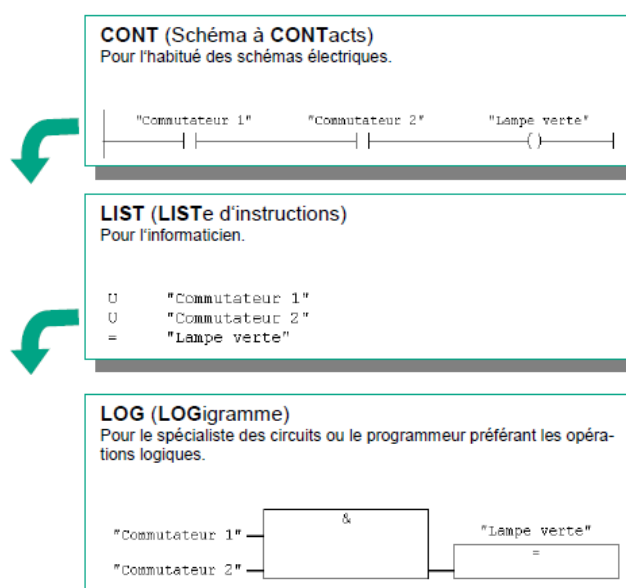 CONT (Schéma à CONTacts)
Pour l'habitué des schémas électriques.
"Commutateur 1" "Commutateur 2" "Lampe verte"
( )
LIST (LISTe d'instructions)
Pour l'informaticien.
U "Commutateur 1"
U "Commutateur 2"
= "Lampe verte"
LOG (LOGigramme)
Pour le spécialiste des circuits ou le programmeur préférant les opéra-
tions logiques.
&
"Commutateur 1" "Lampe verte"
=
"Commutateur 2"